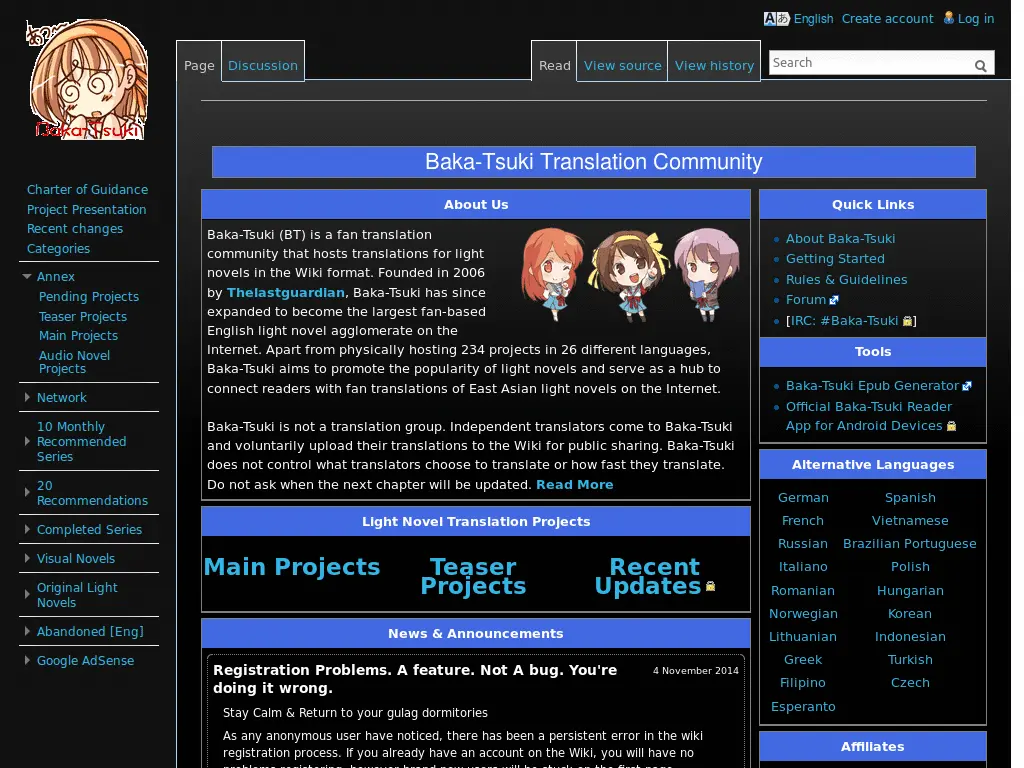 English Create account Log in
Page Discussion Read View source View history Search
Baka-Tsuki
Charter of Guidance
Project Presentation
Recent changes
Categories
Annex
Pending Projects
Teaser Projects
Main Projects
Audio Novel
Projects
Network
10 Monthly
Recommended
Series
20
Recommendations
Completed Series
Visual Novels
Original Light
Novels
Abandoned [Eng]
Google AdSense
Baka-Tsuki Translation Community
About Us
Baka-Tsuki (BT) is a fan translation
community that hosts translations for light
novels in the Wiki format. Founded in 2006
by Thelastguardian, Baka-Tsuki has since
expanded to become the largest fan-based
English light novel agglomerate on the
Internet. Apart from physically hosting 234 projects in 26 different languages,
Baka-Tsuki aims to promote the popularity of light novels and serve as a hub to
connect readers with fan translations of East Asian light novels on the Internet.
Baka-Tsuki is not a translation group. Independent translators come to Baka-Tsuki
and voluntarily upload their translations to the Wiki for public sharing. Baka-Tsuki
does not control what translators choose to translate or how fast they translate.
Do not ask when the next chapter will be updated. Read More
Light Novel Translation Projects
Main Projects Teaser Projects Recent Updates
News & Announcements
Registration Problems. A feature. Not A bug. You're
doing it wrong.
4 November 2014
Stay Calm & Return to your gulag dormitories
As any anonymous user have noticed, there has been a persistent error in the wiki
registration process. If you already have an account on the Wiki, you will have no
problems registering, however brand new users will be stuck on the first page
Quick Links
About Baka-Tsuki
Getting Started
Rules & Guidelines
Forum
[IRC: #Baka-Tsuki ]
Tools
Baka-Tsuki Epub Generator
Official Baka-Tsuki Reader
App for Android Devices
Alternative Languages
German Spanish
French Vietnamese
Russian Brazilian Portuguese
Italiano Polish
Romanian Hungarian
Norwegian Korean
Lithuanian Indonesian
Greek Turkish
Filipino Czech
Esperanto
Affiliates